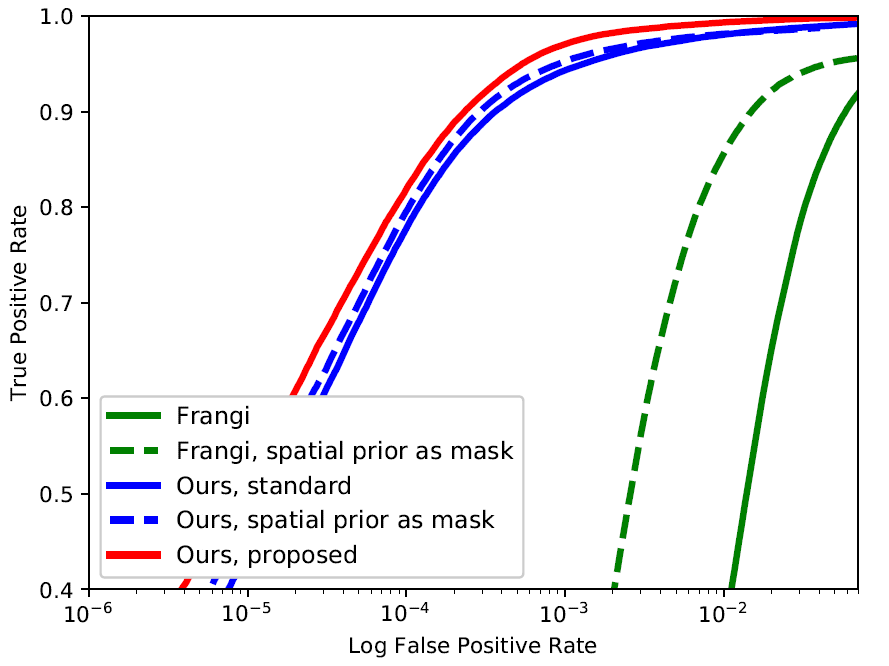 1.0
0.9
0.8
0.7
0.6
0.5
0.4
True Positive Rate
Frangi
Frangi, spatial prior as mask
Ours, standard
Ours, spatial prior as mask
Ours, proposed
10⁻⁶ 10⁻⁵ 10⁻⁴ 10⁻³ 10⁻²
Log False Positive Rate